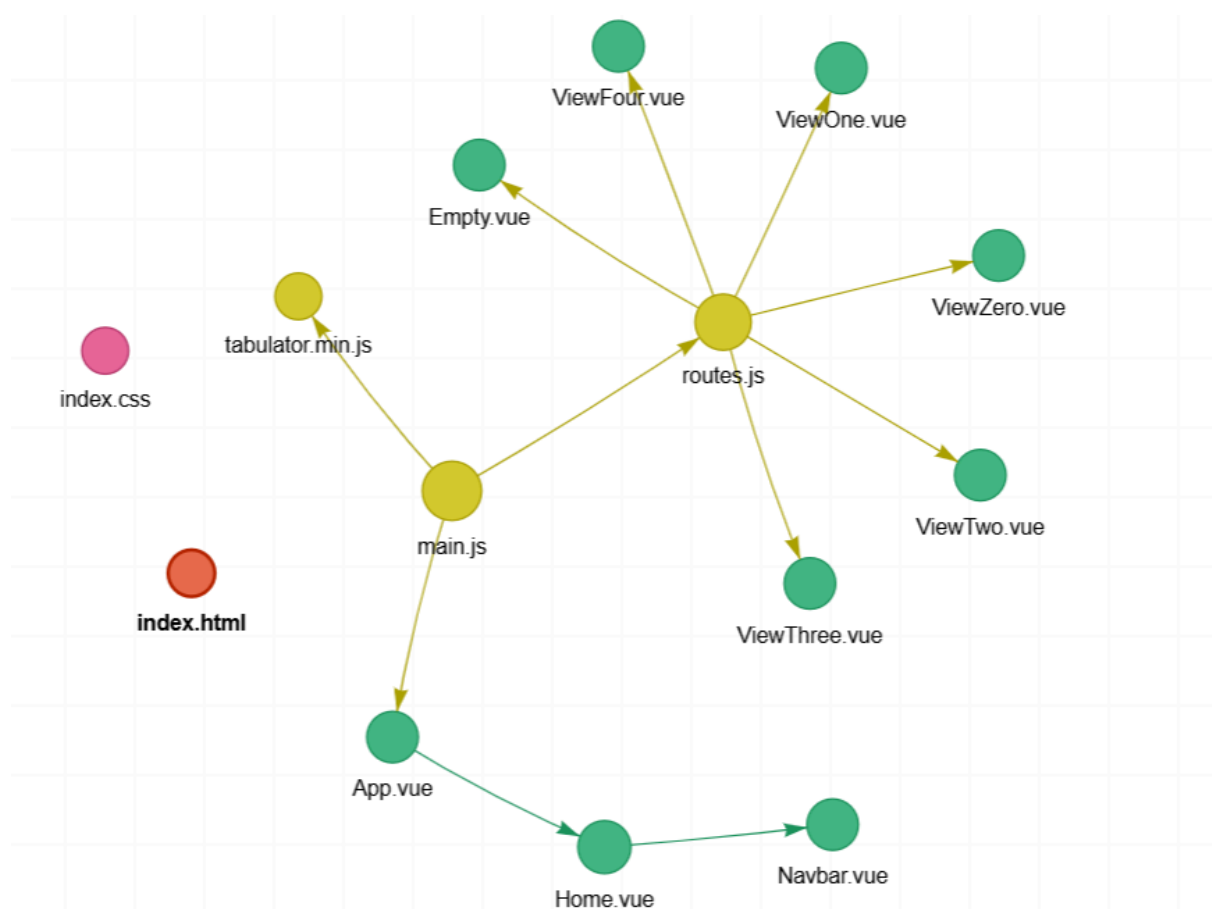 ViewFour.vue
ViewOne.vue
Empty.vue
ViewZero.vue
tabulator.min.js
routes.js
index.css
ViewTwo.vue
main.js
index.html
ViewThree.vue
App.vue
Navbar.vue
Home.vue